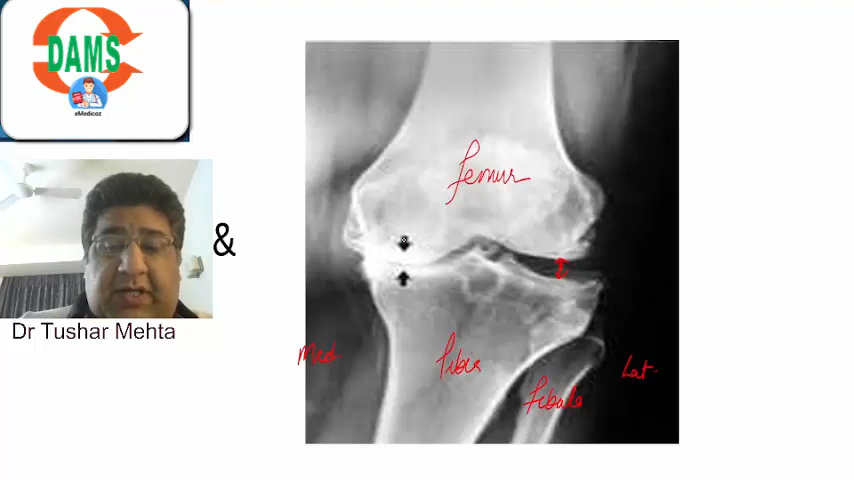 DAMS
eMedicoz
&
Dr Tushar Mehta
femur
Med
Tibia
Fibula
Lat.